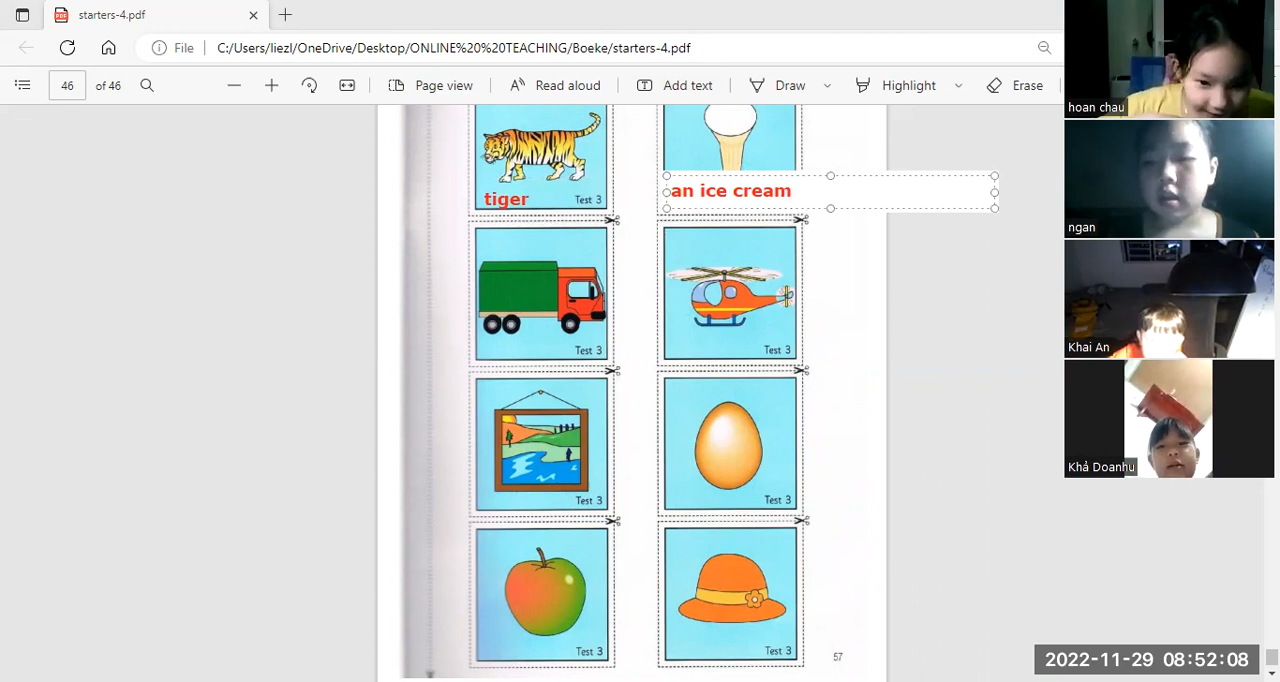 starters-4.pdf
File
C:/Users/liezl/OneDrive/Desktop/ONLINE%20%20TEACHING/Boeke/starters-4.pdf
46 of 46
Page view
Read aloud
Add text
Draw
Highlight
Erase
tiger
Test 3
an ice cream
Test 3
Test 3
Test 3
Test 3
Test 3
Test 3
57
hoan chau
ngan
Khai An
Khả Doanhu
2022-11-29 08:52:08